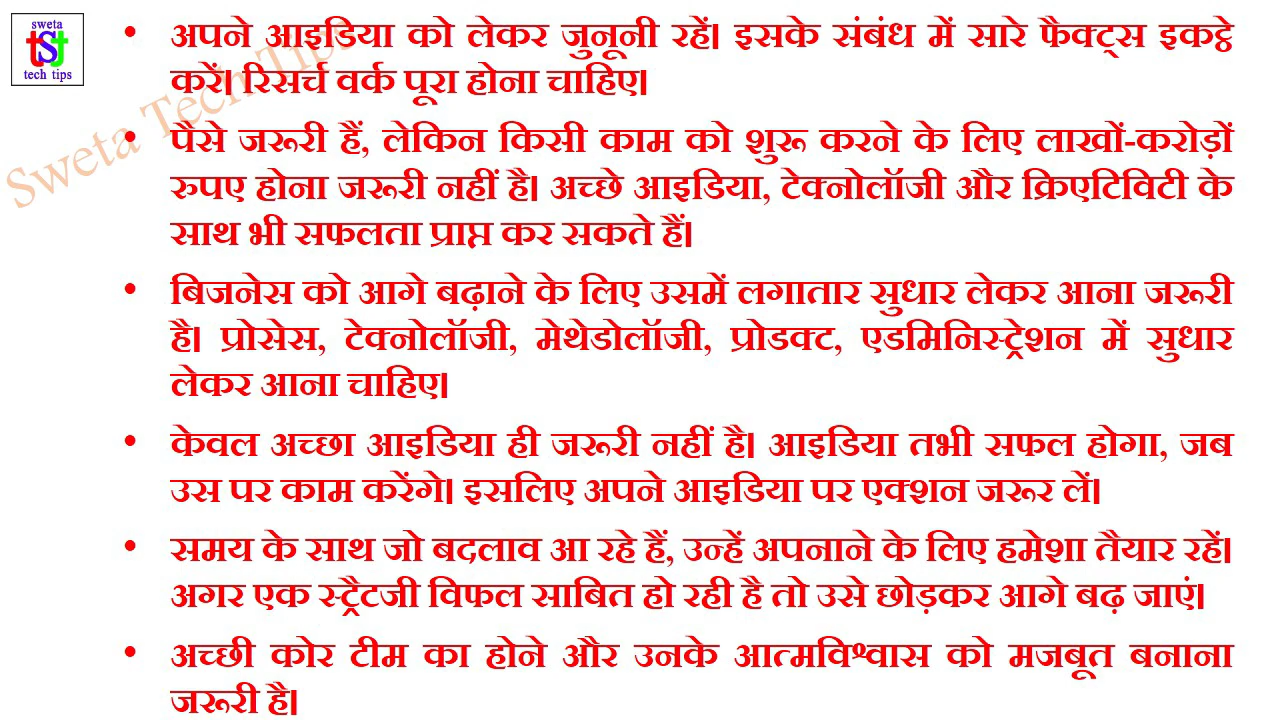 sweta
tSt
tech tips
Sweta Tech Tips
• अपने आइडिया को लेकर जुनूनी रहें। इसके संबंध में सारे फैक्ट्स इकट्ठे
करें। रिसर्च वर्क पूरा होना चाहिए।
• पैसे जरूरी हैं, लेकिन किसी काम को शुरू करने के लिए लाखों-करोड़ों
रुपए होना जरूरी नहीं है। अच्छे आइडिया, टेक्नोलॉजी और क्रिएटिविटी के
साथ भी सफलता प्राप्त कर सकते हैं।
• बिजनेस को आगे बढ़ाने के लिए उसमें लगातार सुधार लेकर आना जरूरी
है। प्रोसेस, टेक्नोलॉजी, मेथेडोलॉजी, प्रोडक्ट, एडमिनिस्ट्रेशन में सुधार
लेकर आना चाहिए।
• केवल अच्छा आइडिया ही जरूरी नहीं है। आइडिया तभी सफल होगा, जब
उस पर काम करेंगे। इसलिए अपने आइडिया पर एक्शन जरूर लें।
• समय के साथ जो बदलाव आ रहे हैं, उन्हें अपनाने के लिए हमेशा तैयार रहें।
अगर एक स्ट्रैटजी विफल साबित हो रही है तो उसे छोड़कर आगे बढ़ जाएं।
• अच्छी कोर टीम का होने और उनके आत्मविश्वास को मजबूत बनाना
जरूरी है।